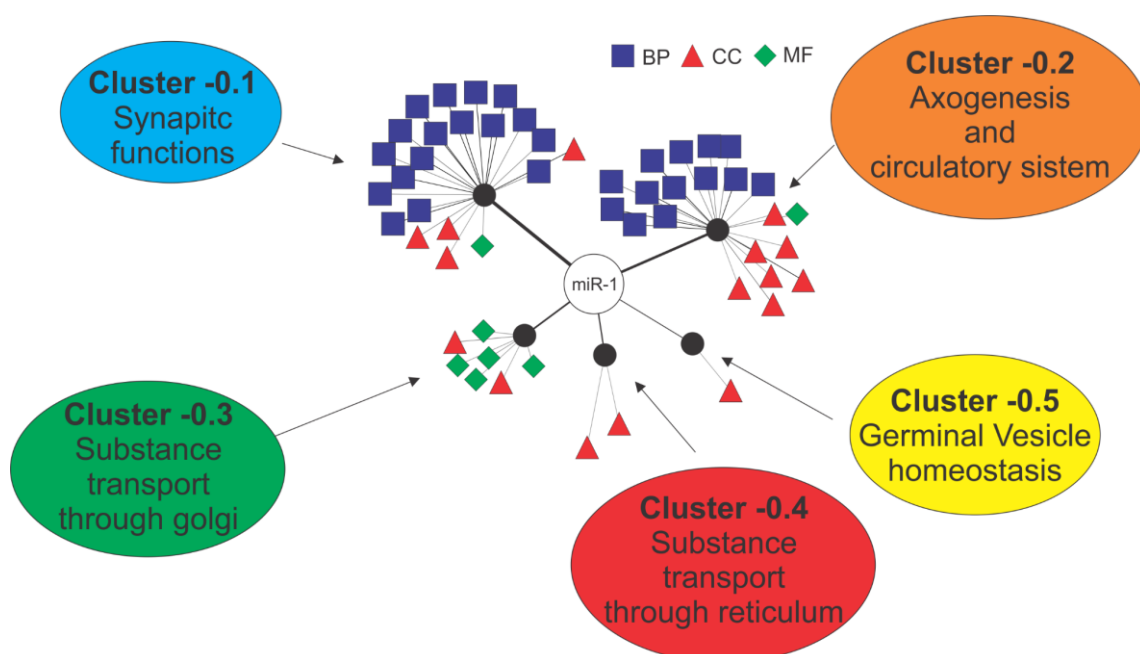 Cluster -0.1
Synapitc
functions
BP CC MF
Cluster -0.2
Axogenesis
and
circulatory sistem
miR-1
Cluster -0.3
Substance
transport
through golgi
Cluster -0.4
Substance
transport
through reticulum
Cluster -0.5
Germinal Vesicle
homeostasis